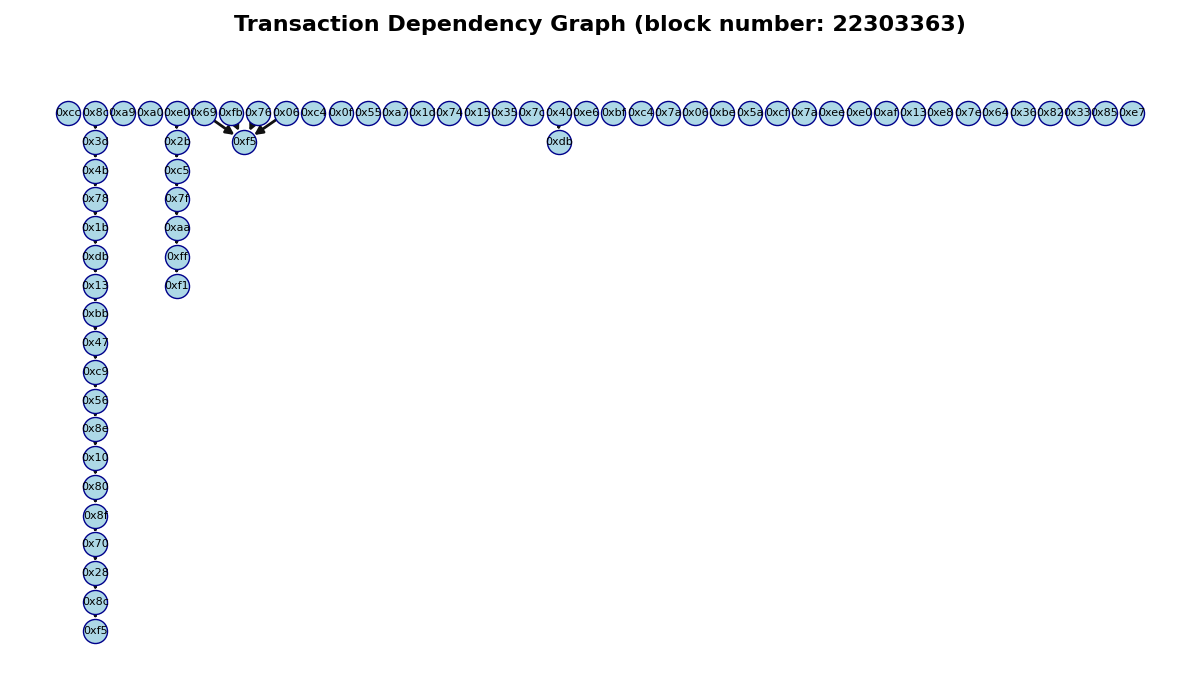 Transaction Dependency Graph (block number: 22303363)
0xcc 0x8c 0xa9 0xa0 0xe0 0x69 0xfb 0x76 0x06 0xc4 0x0f 0x55 0xa7 0x1d 0x74 0x15 0x35 0x7c 0x40 0xe6 0xbf 0xc4 0x7a 0x06 0xbe 0x5a 0xcf 0x7a 0xee 0xe0 0xaf 0x13 0xe8 0x7e 0x64 0x36 0x82 0x33 0x85 0xe7
0x3d 0x2b 0xf5 0xdb
0x4b 0xc5
0x78 0x7f
0x1b 0xaa
0xdb 0xff
0x13 0xf1
0xbb
0x47
0xc9
0x56
0x8e
0x10
0x80
0x8f
0x70
0x28
0x8c
0xf5